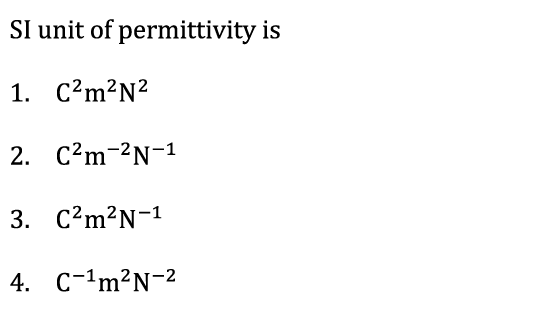 SI unit of permittivity is
1. C²m²N²
2. C²m⁻²N⁻¹
3. C²m²N⁻¹
4. C⁻¹m²N⁻²